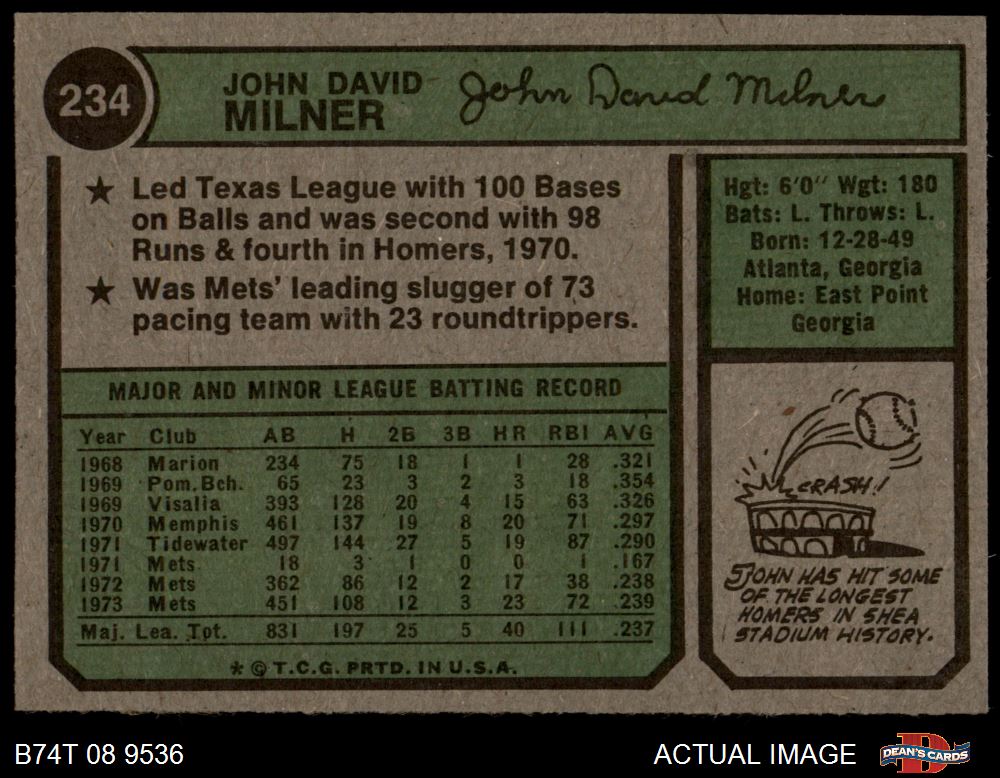 234
JOHN DAVID
MILNER
John David Milner
★ Led Texas League with 100 Bases
on Balls and was second with 98
Runs & fourth in Homers, 1970.
★ Was Mets' leading slugger of 73
pacing team with 23 roundtrippers.
Hgt: 6'0" Wgt: 180
Bats: L. Throws: L.
Born: 12-28-49
Atlanta, Georgia
Home: East Point
Georgia
MAJOR AND MINOR LEAGUE BATTING RECORD
Year Club AB H 2B 3B HR RBI AVG
1968 Marion 234 75 18 1 1 28 .321
1969 Pom. Bch. 65 23 3 2 3 18 .354
1969 Visalia 393 128 20 4 15 63 .326
1970 Memphis 461 137 19 8 20 71 .297
1971 Tidewater 497 144 27 5 19 87 .290
1971 Mets 18 3 1 0 0 1 .167
1972 Mets 362 86 12 2 17 38 .238
1973 Mets 451 108 12 3 23 72 .239
Maj. Lea. Tot. 831 197 25 5 40 111 .237
* © T.C.G. PRTD. IN U.S.A.
CRASH!
JOHN HAS HIT SOME
OF THE LONGEST
HOMERS IN SHEA
STADIUM HISTORY.
B74T 08 9536
ACTUAL IMAGE
D
DEAN'S CARDS